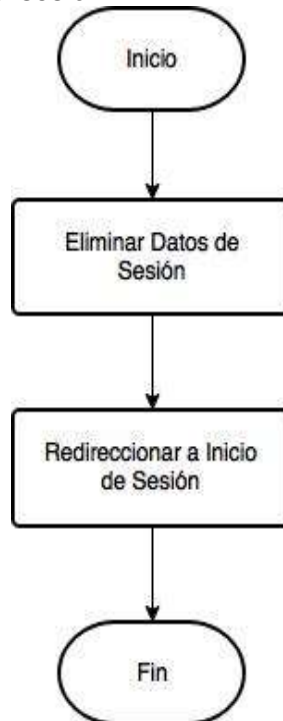 Inicio
Eliminar Datos de
Sesión
Redireccionar a Inicio
de Sesión
Fin